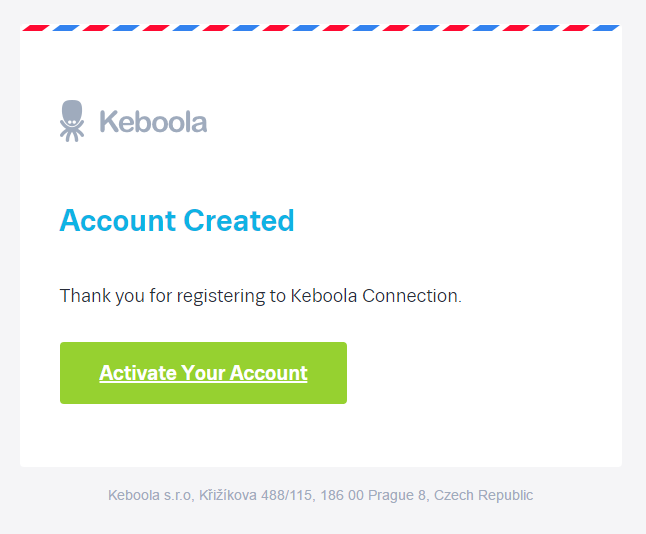 Keboola
Account Created
Thank you for registering to Keboola Connection.
Activate Your Account
Keboola s.r.o, Křižíkova 488/115, 186 00 Prague 8, Czech Republic